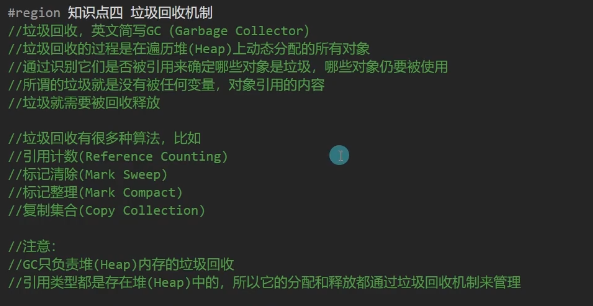 #region 知识点四 垃圾回收机制
//垃圾回收，英文简写GC（Garbage Collector)
//垃圾回收的过程是在遍历堆(Heap)上动态分配的所有对象
//通过识别它们是否被引用来确定哪些对象是垃圾，哪些对象仍要被使用
//所谓的垃圾就是没有被任何变量，对象引用的内容
//垃圾就需要被回收释放
//垃圾回收有很多种算法，比如
//引用计数(Reference Counting)
//标记清除(Mark Sweep)
//标记整理(Mark Compact)
//复制集合(Copy Collection)
//注意：
//GC只负责堆(Heap)内存的垃圾回收
//引用类型都是存在堆(Heap)中的，所以它的分配和释放都通过垃圾回收机制来管理